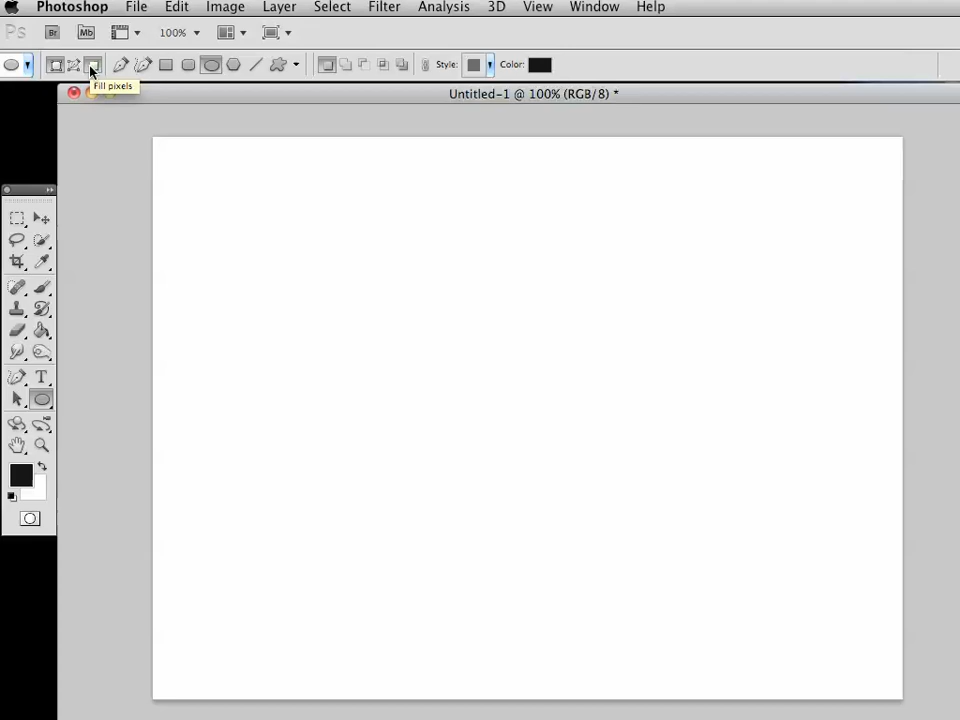 Photoshop File Edit Image Layer Select Filter Analysis 3D View Window Help
Ps Br Mb 100%
Style: Color:
Fill pixels
Untitled-1 @ 100% (RGB/8) *
T